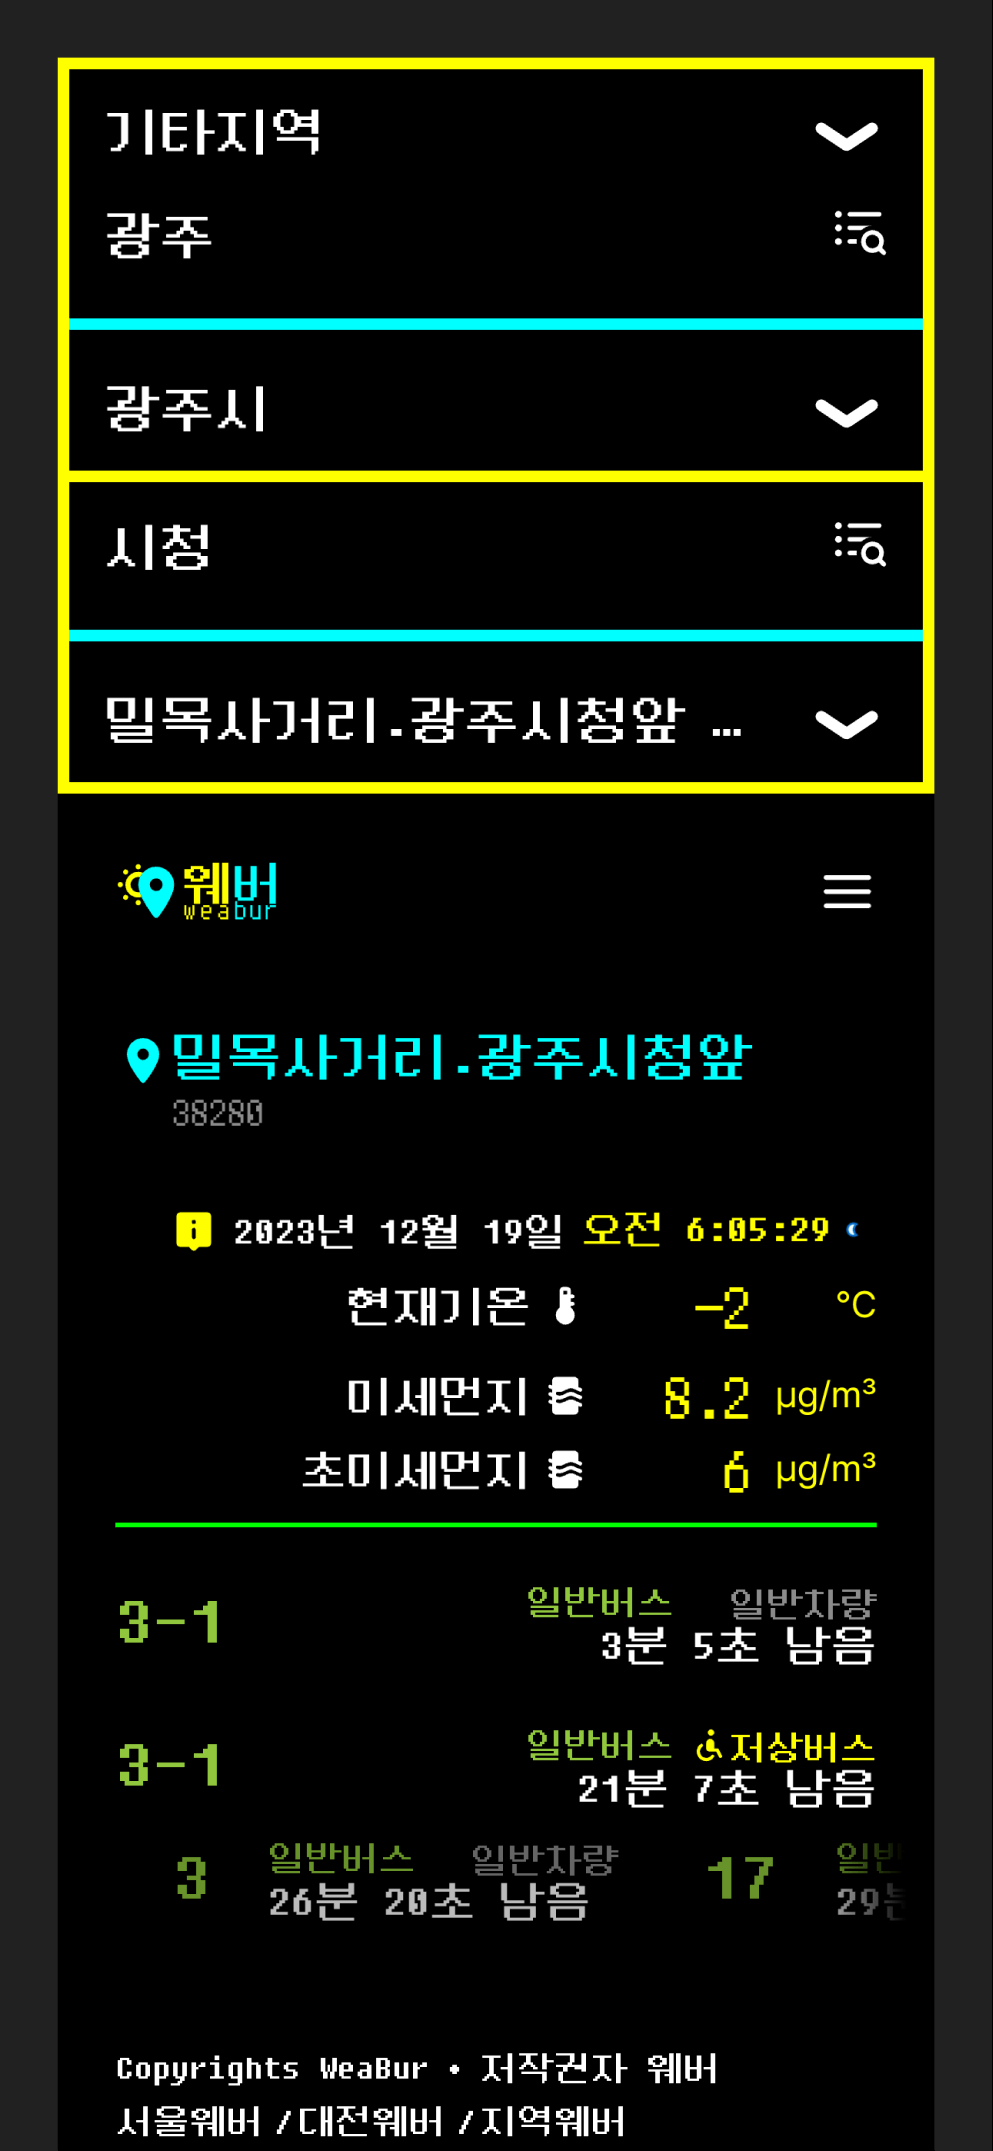 기타지역
광주
광주시
시청
밀목사거리.광주시청앞 ...
웨버
weabur
밀목사거리.광주시청앞
38280
2023년 12월 19일 오전 6:05:29
현재기온 -2 °C
미세먼지 8.2 µg/m³
초미세먼지 6 µg/m³
3-1 일반버스 일반차량
3분 5초 남음
3-1 일반버스 저상버스
21분 7초 남음
3 일반버스 일반차량 17 일반
26분 20초 남음 29분
Copyrights WeaBur • 저작권자 웨버
서울웨버 /대전웨버 /지역웨버